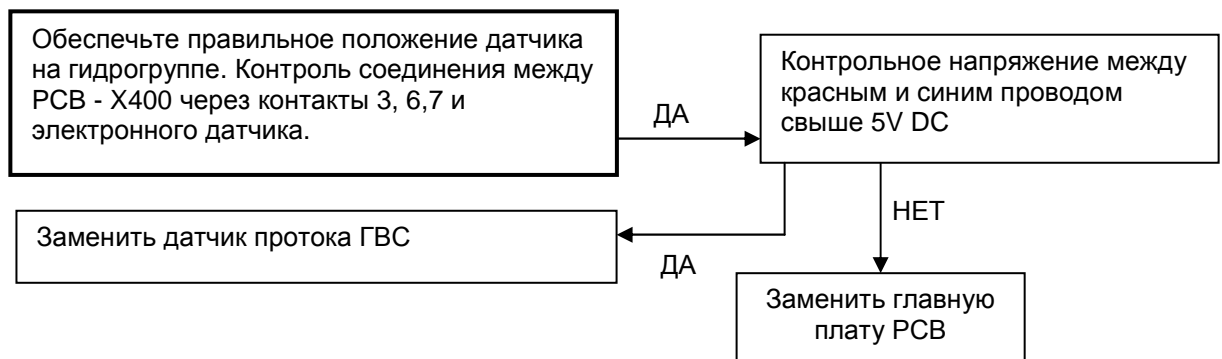 Обеспечьте правильное положение датчика
на гидрогруппе. Контроль соединения между
PCB - X400 через контакты 3, 6,7 и
электронного датчика.
ДА
Контрольное напряжение между
красным и синим проводом
свыше 5V DC
Заменить датчик протока ГВС
ДА
НЕТ
Заменить главную
плату PCB